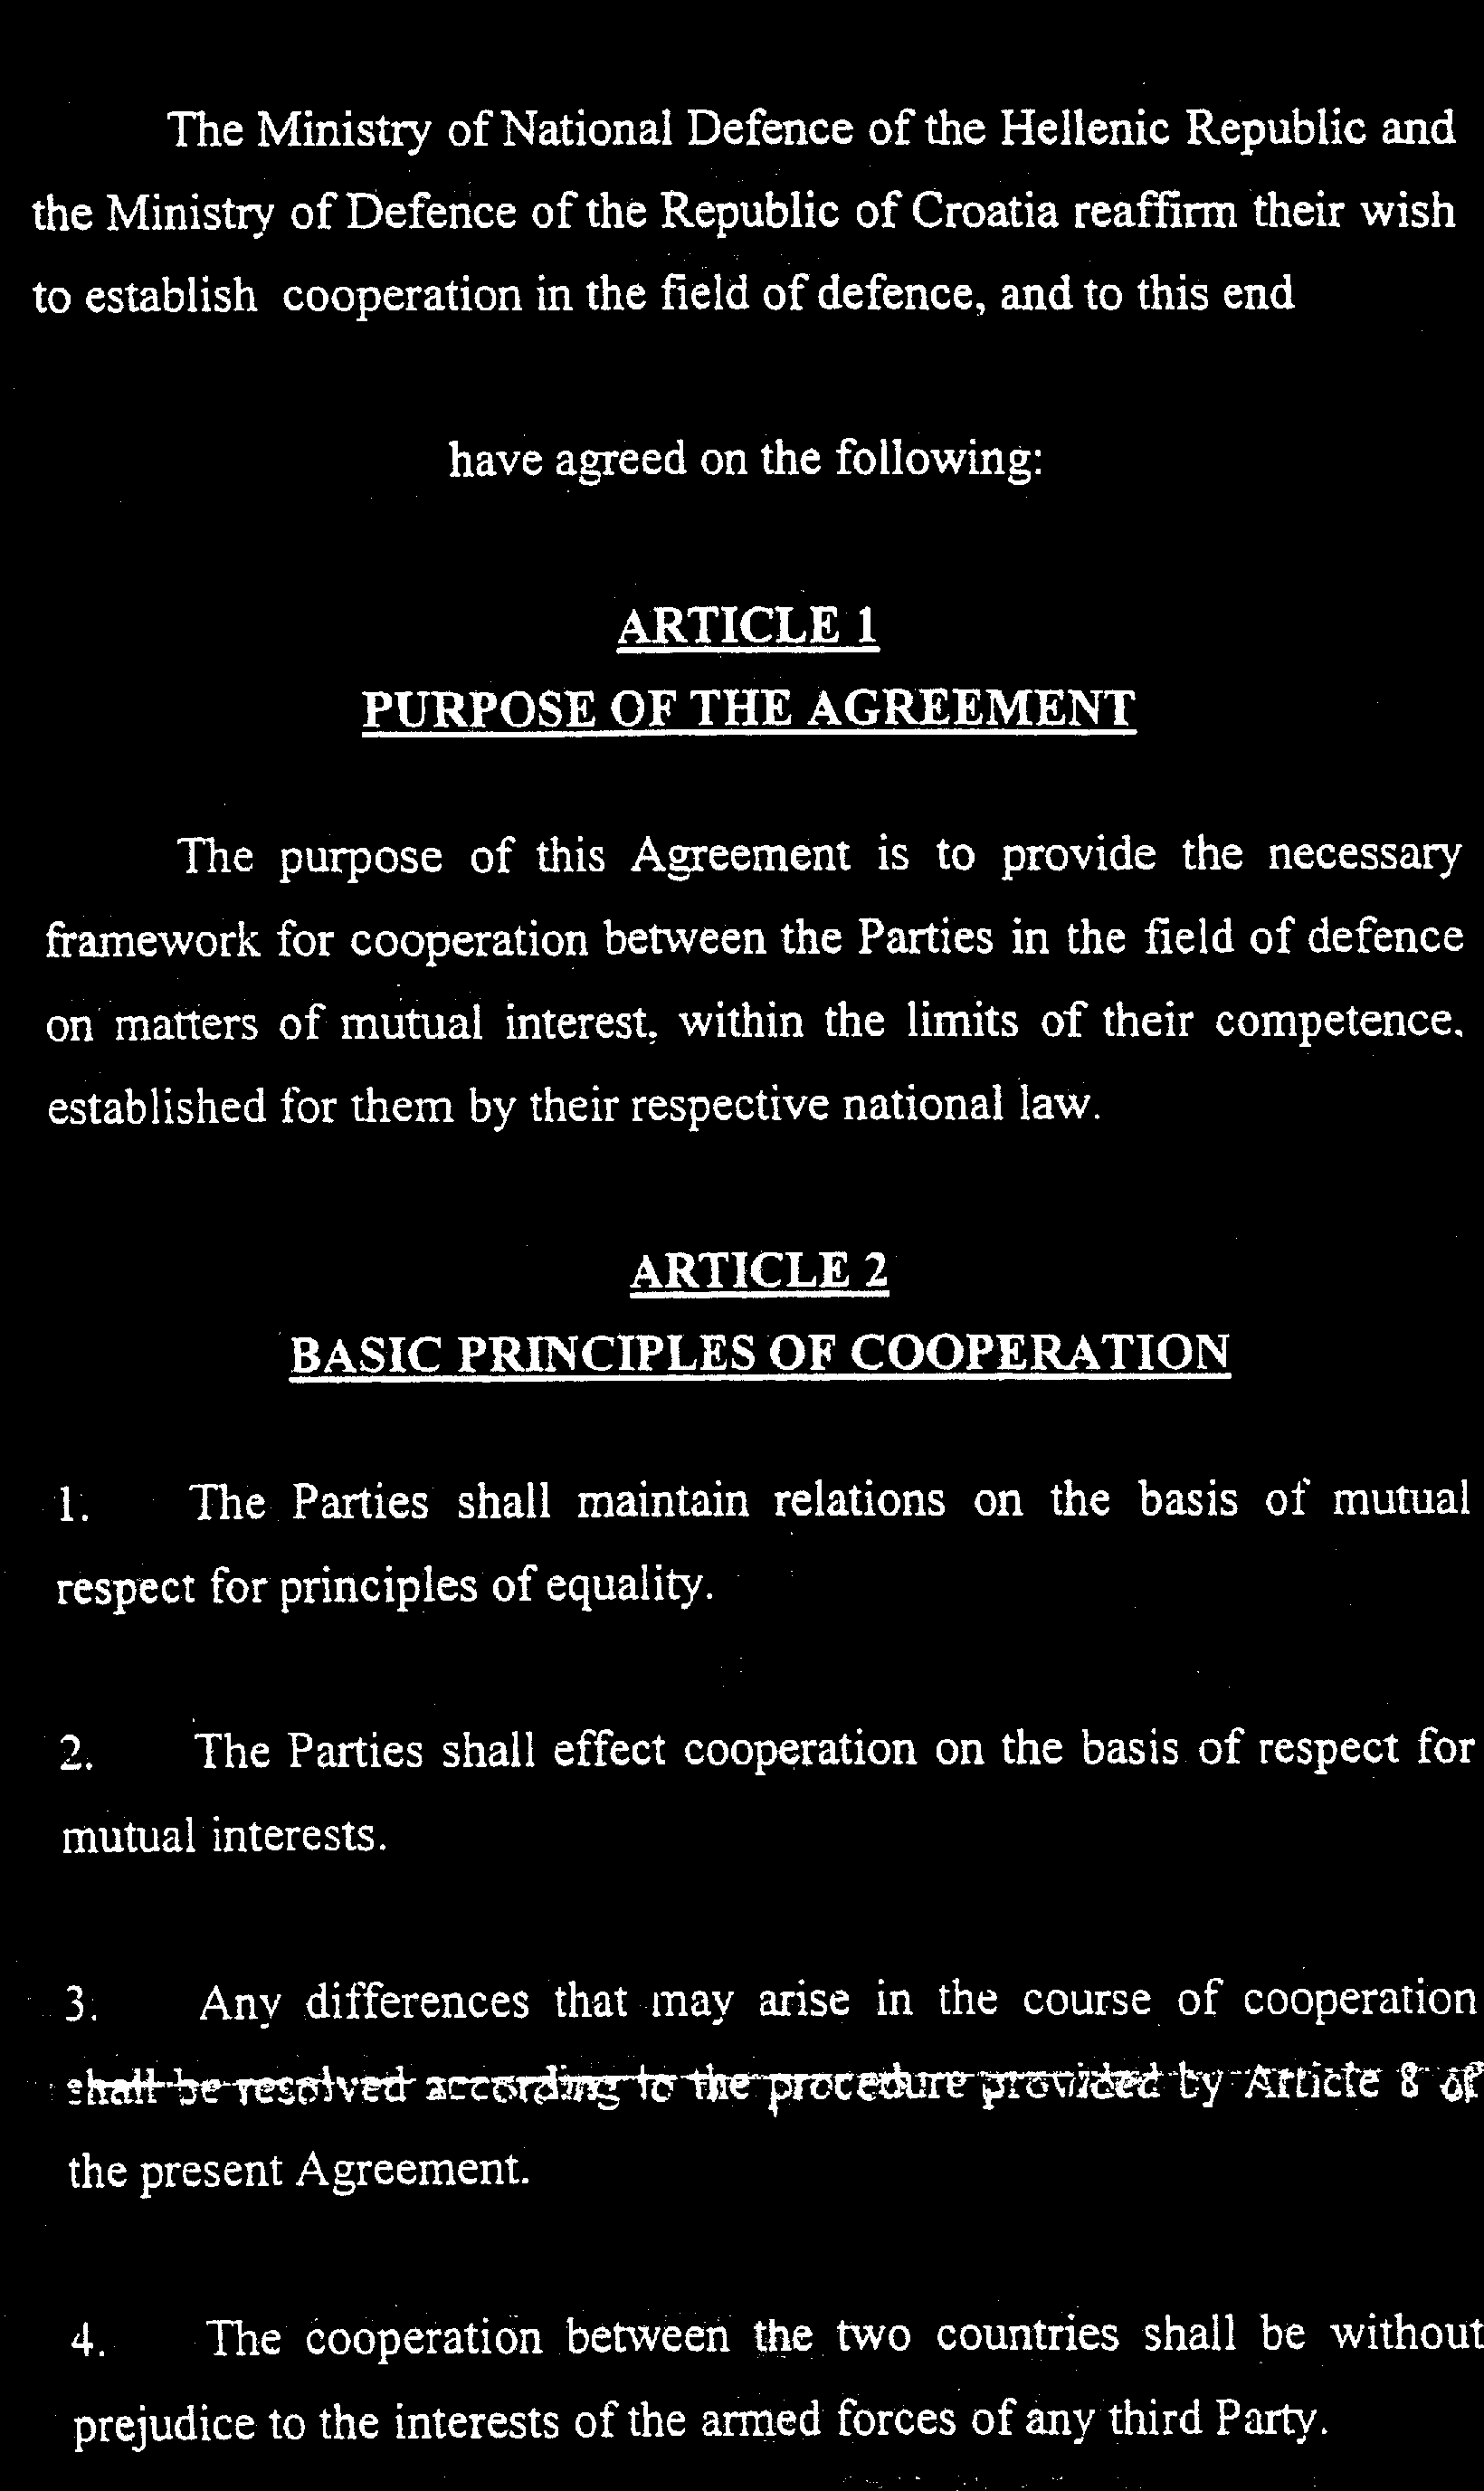 The Ministry of National Defence of the Hellenic Republic and
the Ministry of Defence of the Republic of Croatia reaffirm their wish
to establish cooperation in the field of defence, and to this end
have agreed on the following:
ARTICLE 1
PURPOSE OF THE AGREEMENT
The purpose of this Agreement is to provide the necessary
framework for cooperation between the Parties in the field of defence
on matters of mutual interest, within the limits of their competence,
established for them by their respective national law.
ARTICLE 2
BASIC PRINCIPLES OF COOPERATION
1. The Parties shall maintain relations on the basis of mutual
respect for principles of equality.
2. The Parties shall effect cooperation on the basis of respect for
mutual interests.
3. Any differences that may arise in the course of cooperation
shall be resolved according to the procedure provided by Article 8 of
the present Agreement.
4. The cooperation between the two countries shall be without
prejudice to the interests of the armed forces of any third Party.